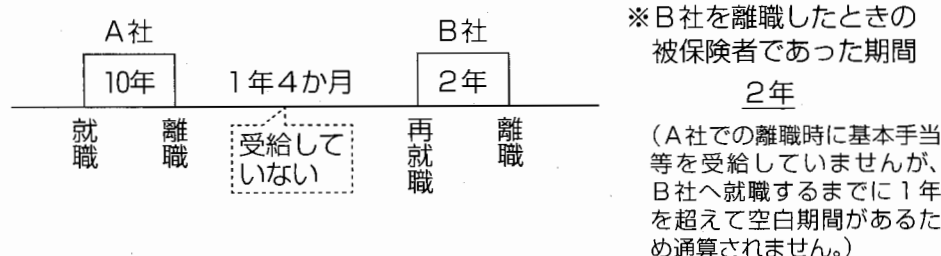 A社
B社
10年
1年4か月
2年
就職
離職
受給して
いない
再就職
離職
※B社を離職したときの
被保険者であった期間
2年
(A社での離職時に基本手当
等を受給していませんが、
B社へ就職するまでに1年
を超えて空白期間があるた
め通算されません。)